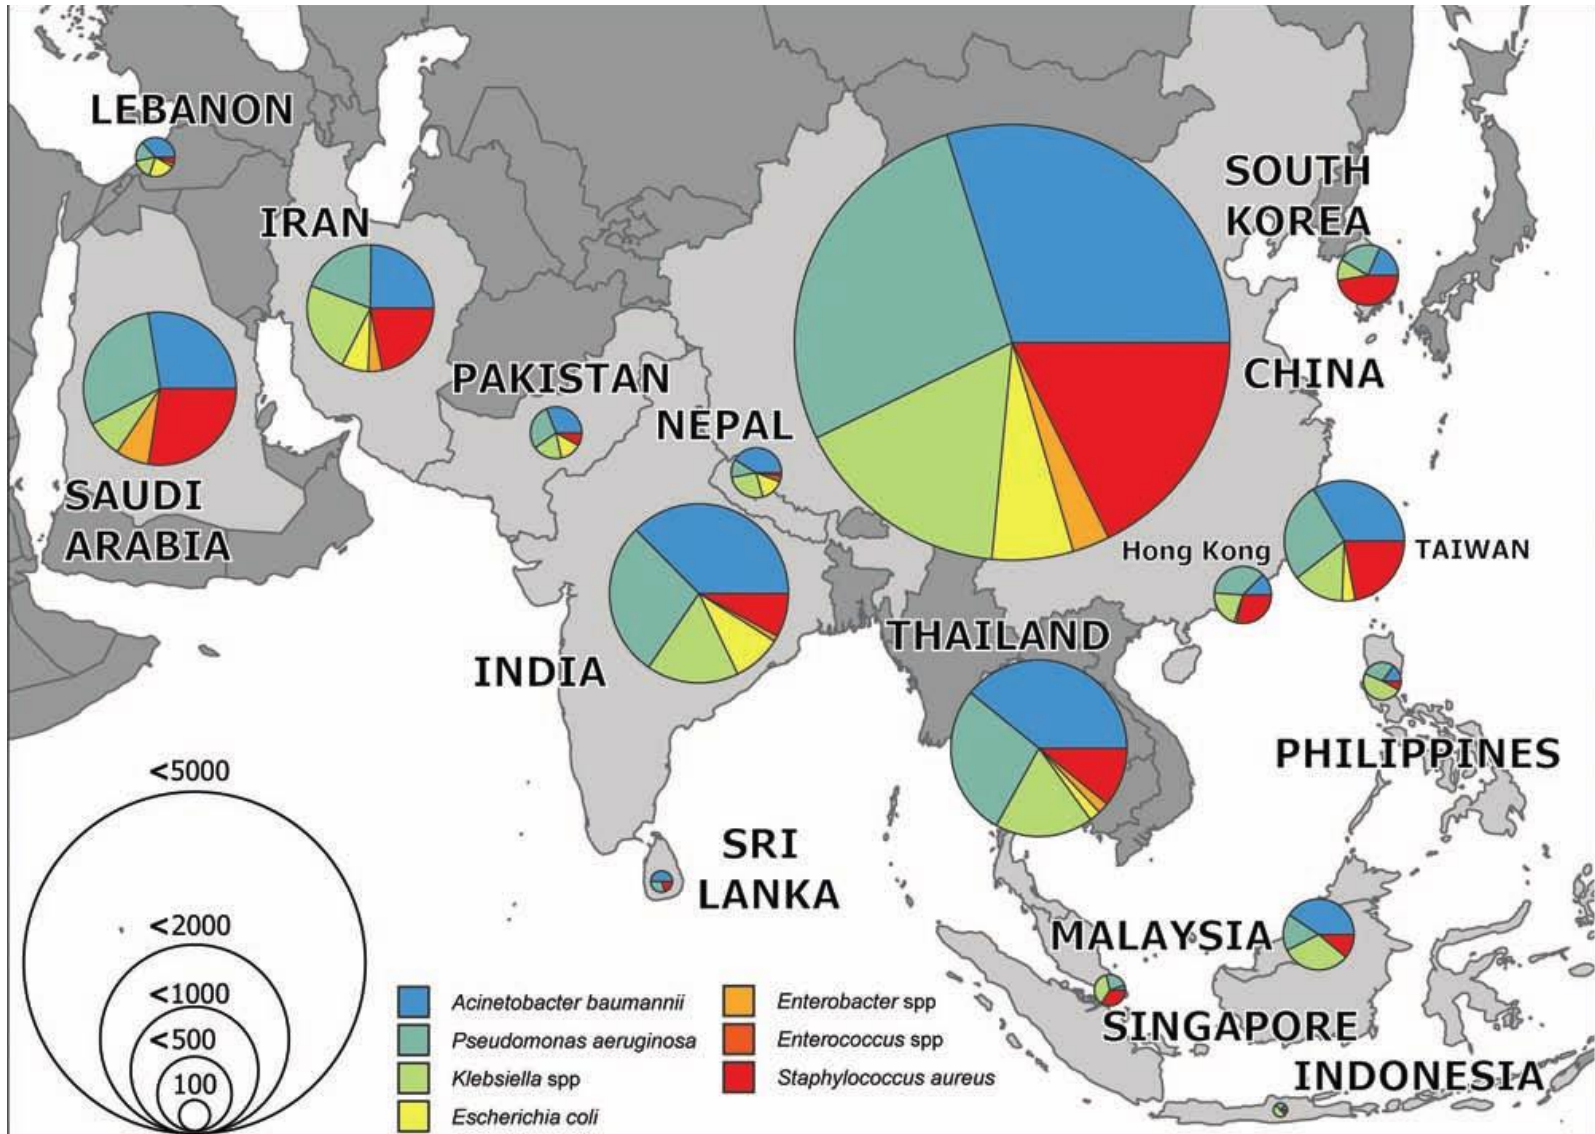 LEBANON
IRAN
SOUTH
KOREA
PAKISTAN
CHINA
NEPAL
SAUDI
ARABIA
Hong Kong
TAIWAN
INDIA
THAILAND
PHILIPPINES
SRI
LANKA
MALAYSIA
SINGAPORE
INDONESIA
<5000
<2000
<1000
<500
100
Acinetobacter baumannii
Pseudomonas aeruginosa
Klebsiella spp
Escherichia coli
Enterobacter spp
Enterococcus spp
Staphylococcus aureus